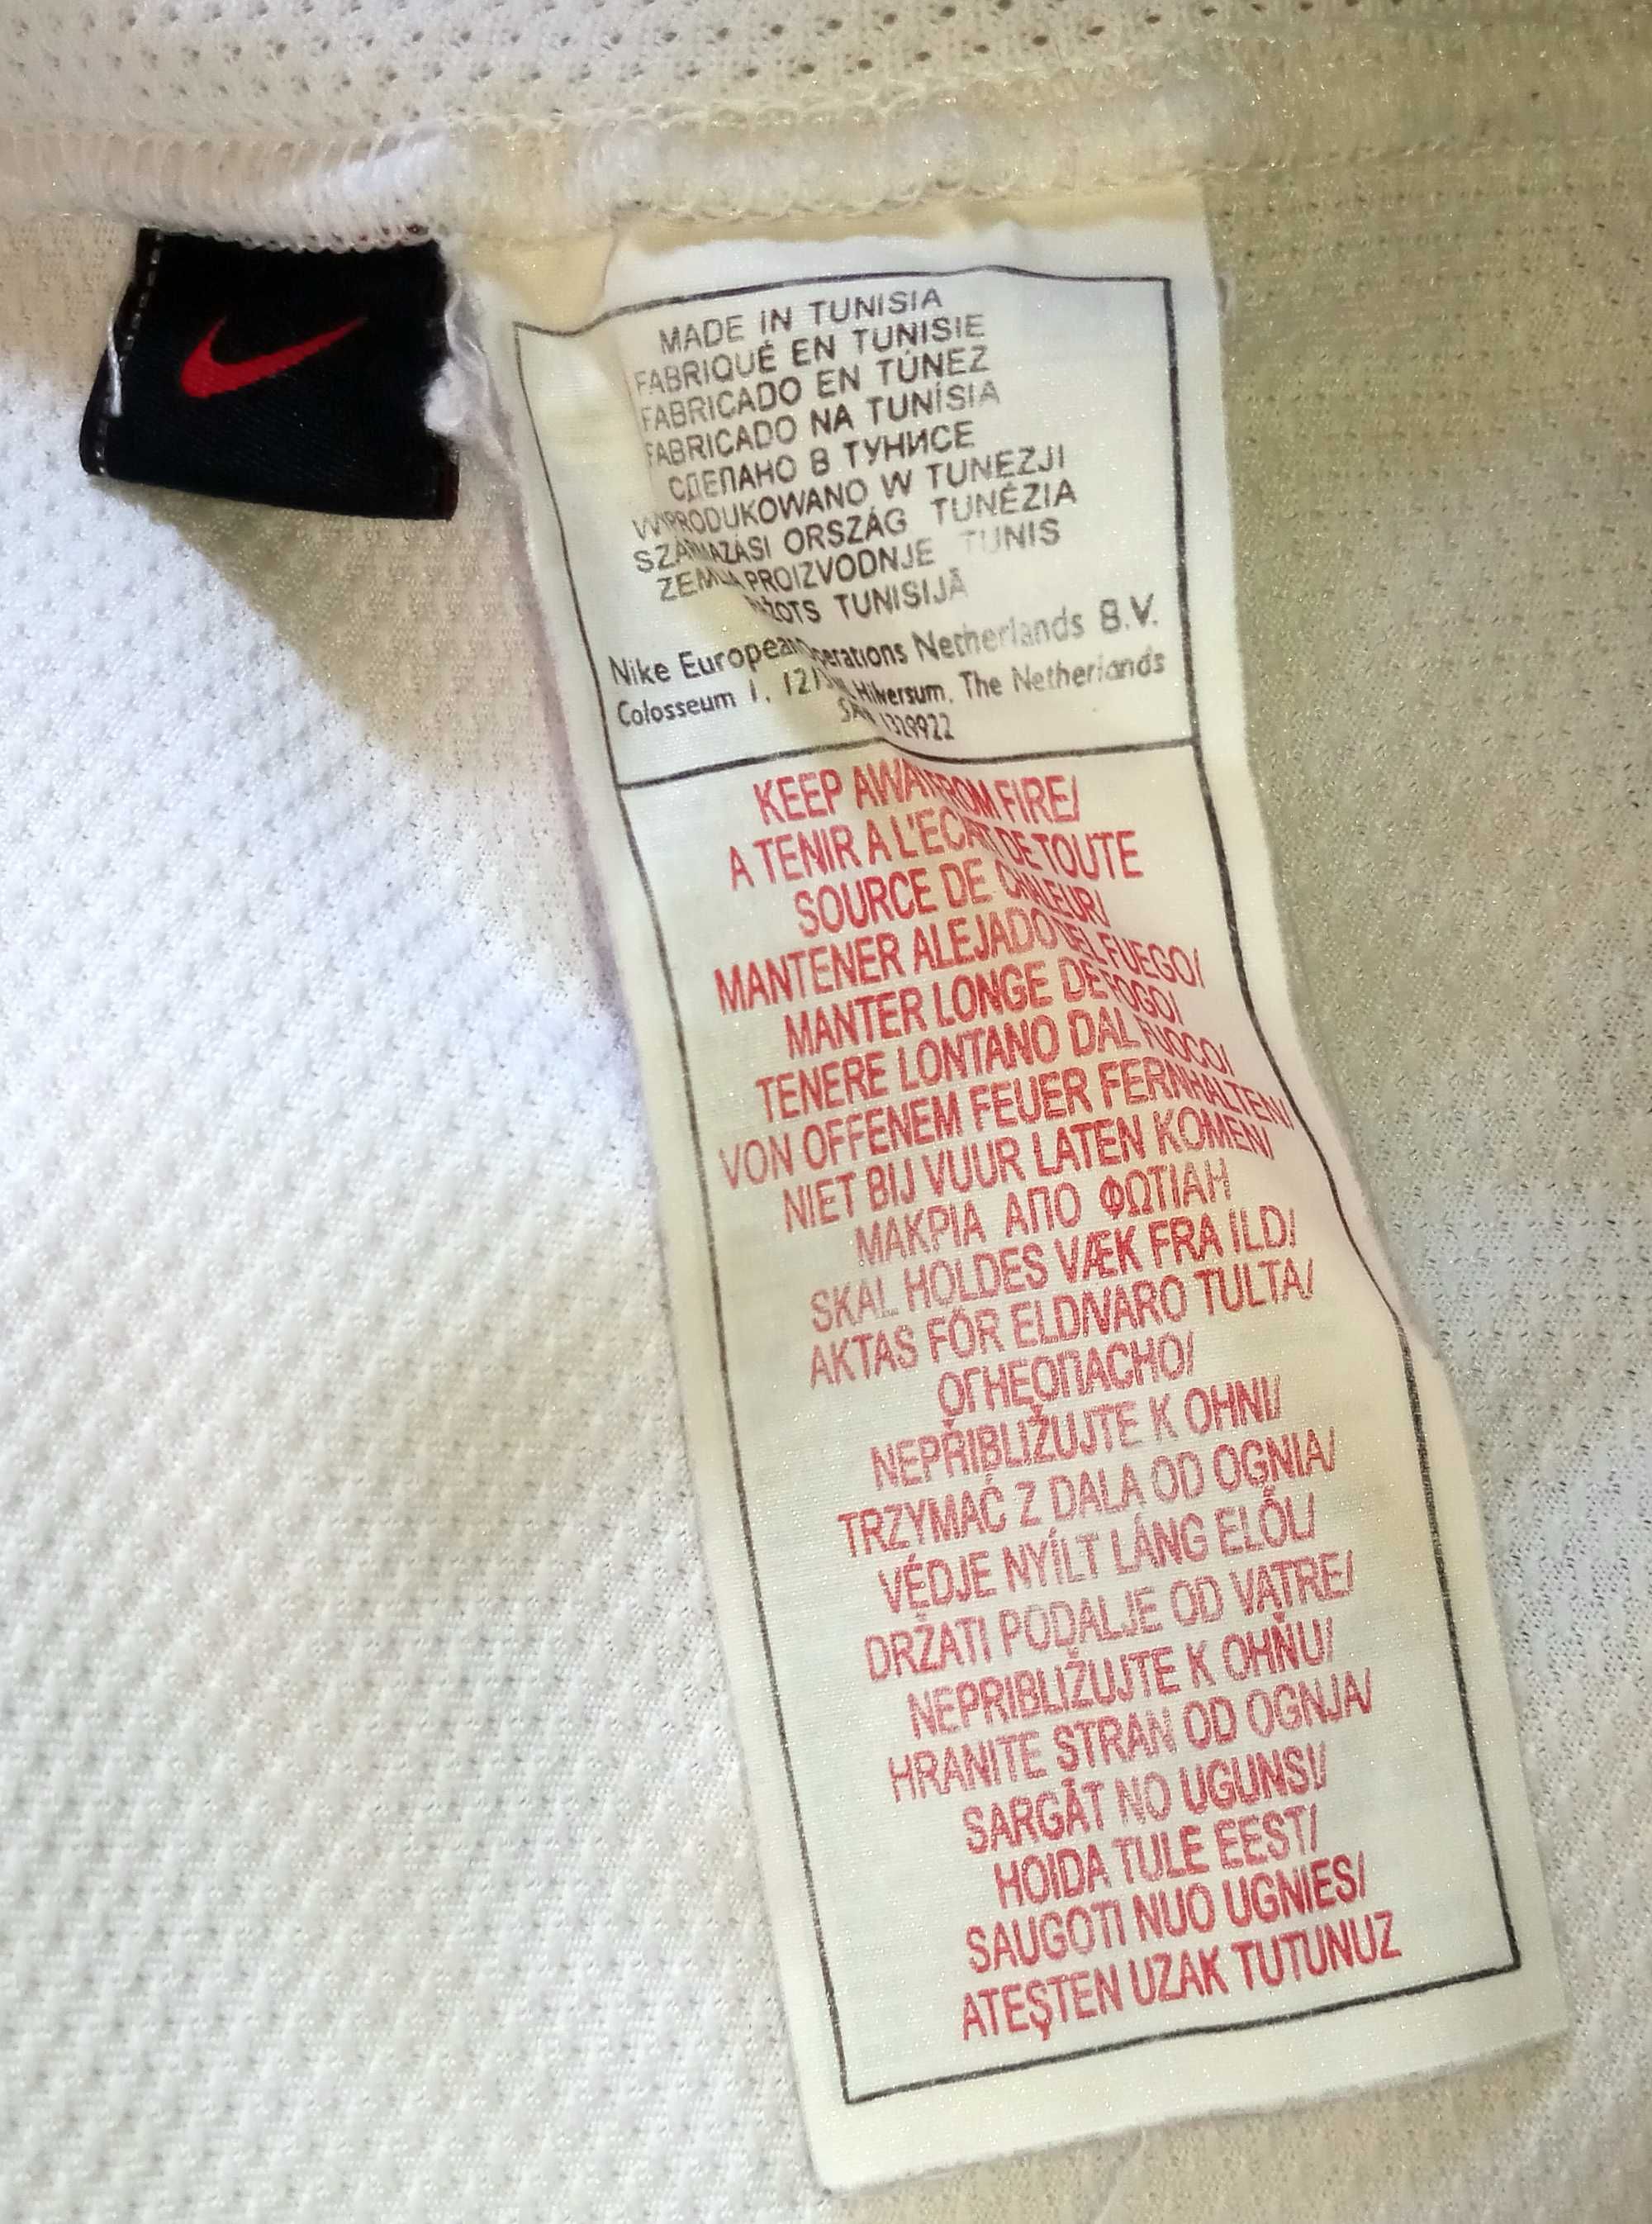 MADE IN TUNISIA
FABRIQUÉ EN TUNISIE
FABRICADO EN TÚNEZ
FABRICADO NA TUNÍSIA
СДЕЛАНО В ТУНИСЕ
WYPRODUKOWANO W TUNEZJI
SZÁRMAZÁSI ORSZÁG TUNÉZIA
ZEMLJA PROIZVODNJE TUNIS
RAŽOTS TUNISIJĀ
Nike European Operations Netherlands B.V.
Colosseum 1, Hilversum, The Netherlands
1329922
KEEP AWAY FROM FIRE/
A TENIR A L'ECART DE TOUTE
SOURCE DE CHALEUR/
MANTENER ALEJADO DEL FUEGO/
MANTER LONGE DE FOGO/
TENERE LONTANO DAL FUOCO/
VON OFFENEM FEUER FERNHALTEN/
NIET BIJ VUUR LATEN KOMEN/
ΜΑΚΡΙΑ ΑΠΟ ΦΩΤΙΑΗ
SKAL HOLDES VÆK FRA ILD/
AKTAS FÖR ELD/VARO TULTA/
ОГНЕОПАСНО/
NEPŘIBLIŽUJTE K OHNI/
TRZYMAĆ Z DALA OD OGNIA/
VÉDJE NYÍLT LÁNG ELŐL/
DRŽATI PODALJE OD VATRE/
NEPRIBLIŽUJTE K OHŇU/
HRANITE STRAN OD OGNJA/
SARGĀT NO UGUNS/
HOIDA TULE EEST/
SAUGOTI NUO UGNIES/
ATEŞTEN UZAK TUTUNUZ